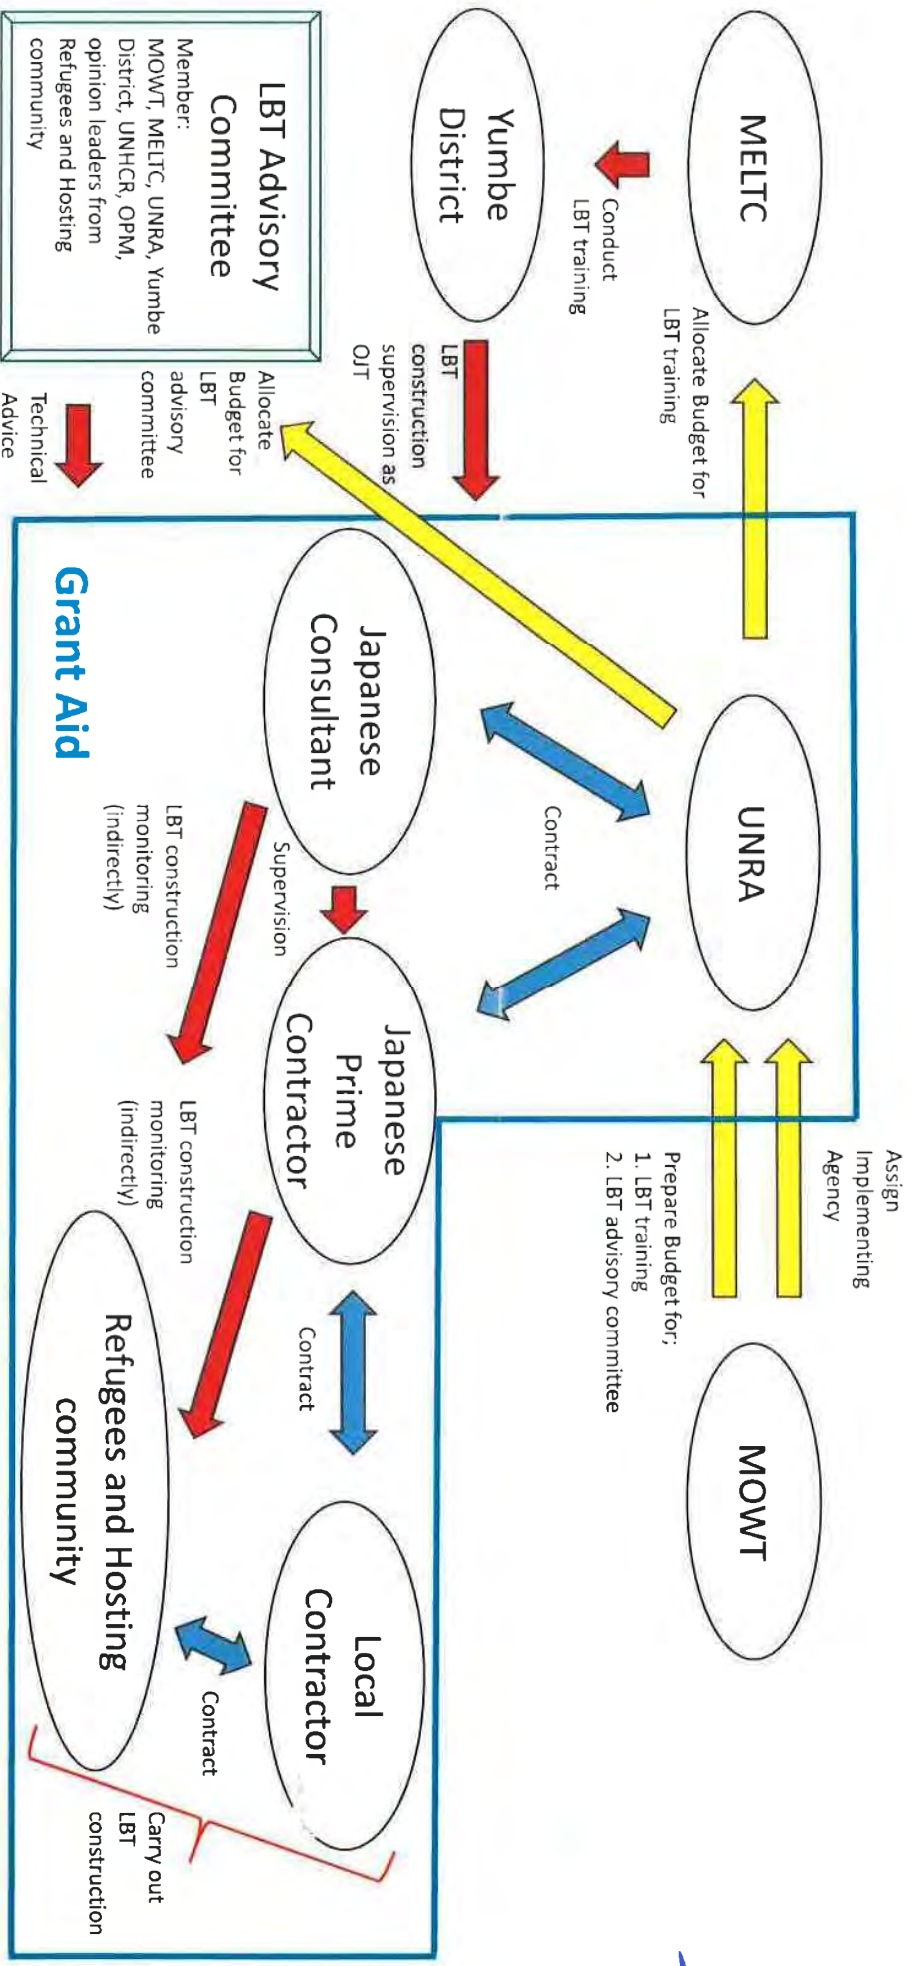 MELTC
Allocate Budget for
LBT training
UNRA
Assign
Implementing
Agency
Prepare Budget for;
1. LBT training
2. LBT advisory committee
MOWT
Conduct
LBT training
Yumbe
District
LBT
construction
supervision as
OJT
Contract
LBT Advisory
Committee
Member:
MOWT, MELTC, UNRA, Yumbe
District, UNHCR, OPM,
opinion leaders from
Refugees and Hosting
community
Allocate
Budget for
LBT
advisory
committee
Technical
Advice
Japanese
Consultant
Supervision
Japanese
Prime
Contractor
Contract
Local
Contractor
LBT construction
monitoring
(indirectly)
LBT construction
monitoring
(indirectly)
Contract
Refugees and Hosting
community
Carry out
LBT
construction
Grant Aid